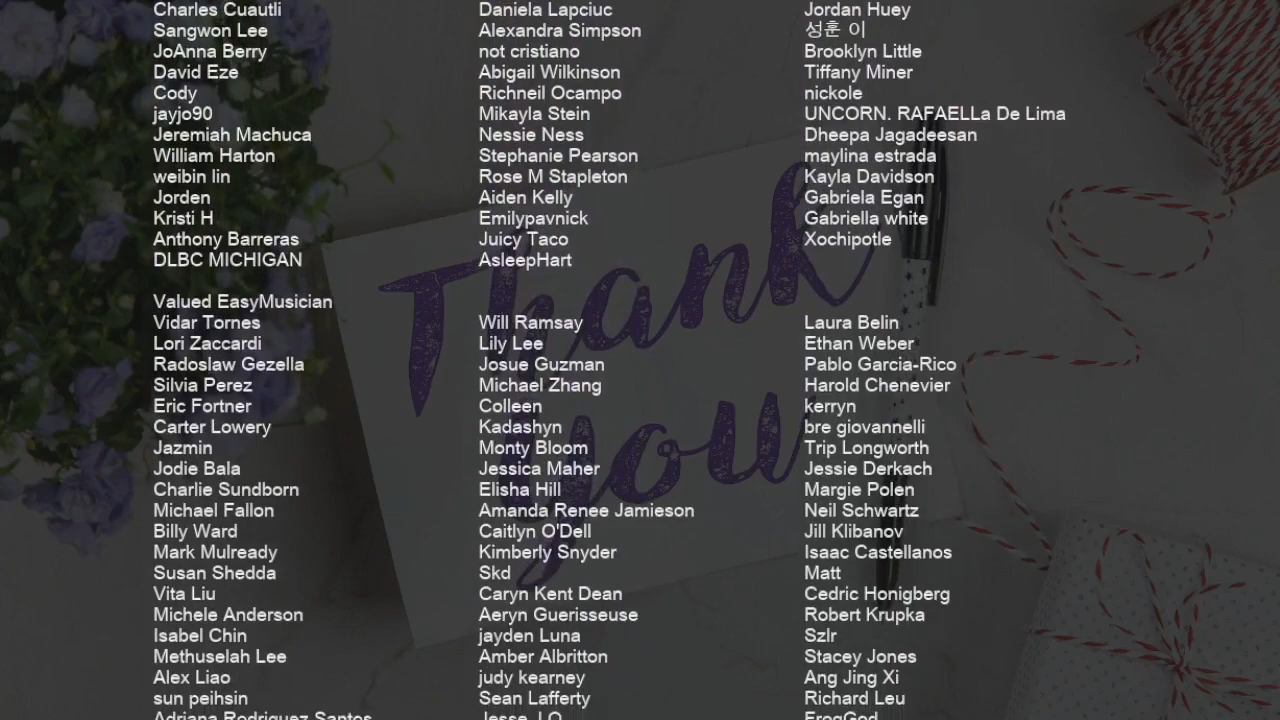 Charles Cuautli
Sangwon Lee
JoAnna Berry
David Eze
Cody
jayjo90
Jeremiah Machuca
William Harton
weibin lin
Jorden
Kristi H
Anthony Barreras
DLBC MICHIGAN
Daniela Lapciuc
Alexandra Simpson
not cristiano
Abigail Wilkinson
Richneil Ocampo
Mikayla Stein
Nessie Ness
Stephanie Pearson
Rose M Stapleton
Aiden Kelly
Emilypavnick
Juicy Taco
AsleepHart
Jordan Huey
성훈 이
Brooklyn Little
Tiffany Miner
nickole
UNCORN. RAFAELLa De Lima
Dheepa Jagadeesan
maylina estrada
Kayla Davidson
Gabriela Egan
Gabriella white
Xochipotle
Valued EasyMusician
Vidar Tornes
Lori Zaccardi
Radoslaw Gezella
Silvia Perez
Eric Fortner
Carter Lowery
Jazmin
Jodie Bala
Charlie Sundborn
Michael Fallon
Billy Ward
Mark Mulready
Susan Shedda
Vita Liu
Michele Anderson
Isabel Chin
Methuselah Lee
Alex Liao
sun peihsin
Adriana Rodriguez Santos
Will Ramsay
Lily Lee
Josue Guzman
Michael Zhang
Colleen
Kadashyn
Monty Bloom
Jessica Maher
Elisha Hill
Amanda Renee Jamieson
Caitlyn O'Dell
Kimberly Snyder
Skd
Caryn Kent Dean
Aeryn Guerisseuse
jayden Luna
Amber Albritton
judy kearney
Sean Lafferty
Laura Belin
Ethan Weber
Pablo Garcia-Rico
Harold Chenevier
kerryn
bre giovannelli
Trip Longworth
Jessie Derkach
Margie Polen
Neil Schwartz
Jill Klibanov
Isaac Castellanos
Matt
Cedric Honigberg
Robert Krupka
Szlr
Stacey Jones
Ang Jing Xi
Richard Leu
FrogGod
Thank
you